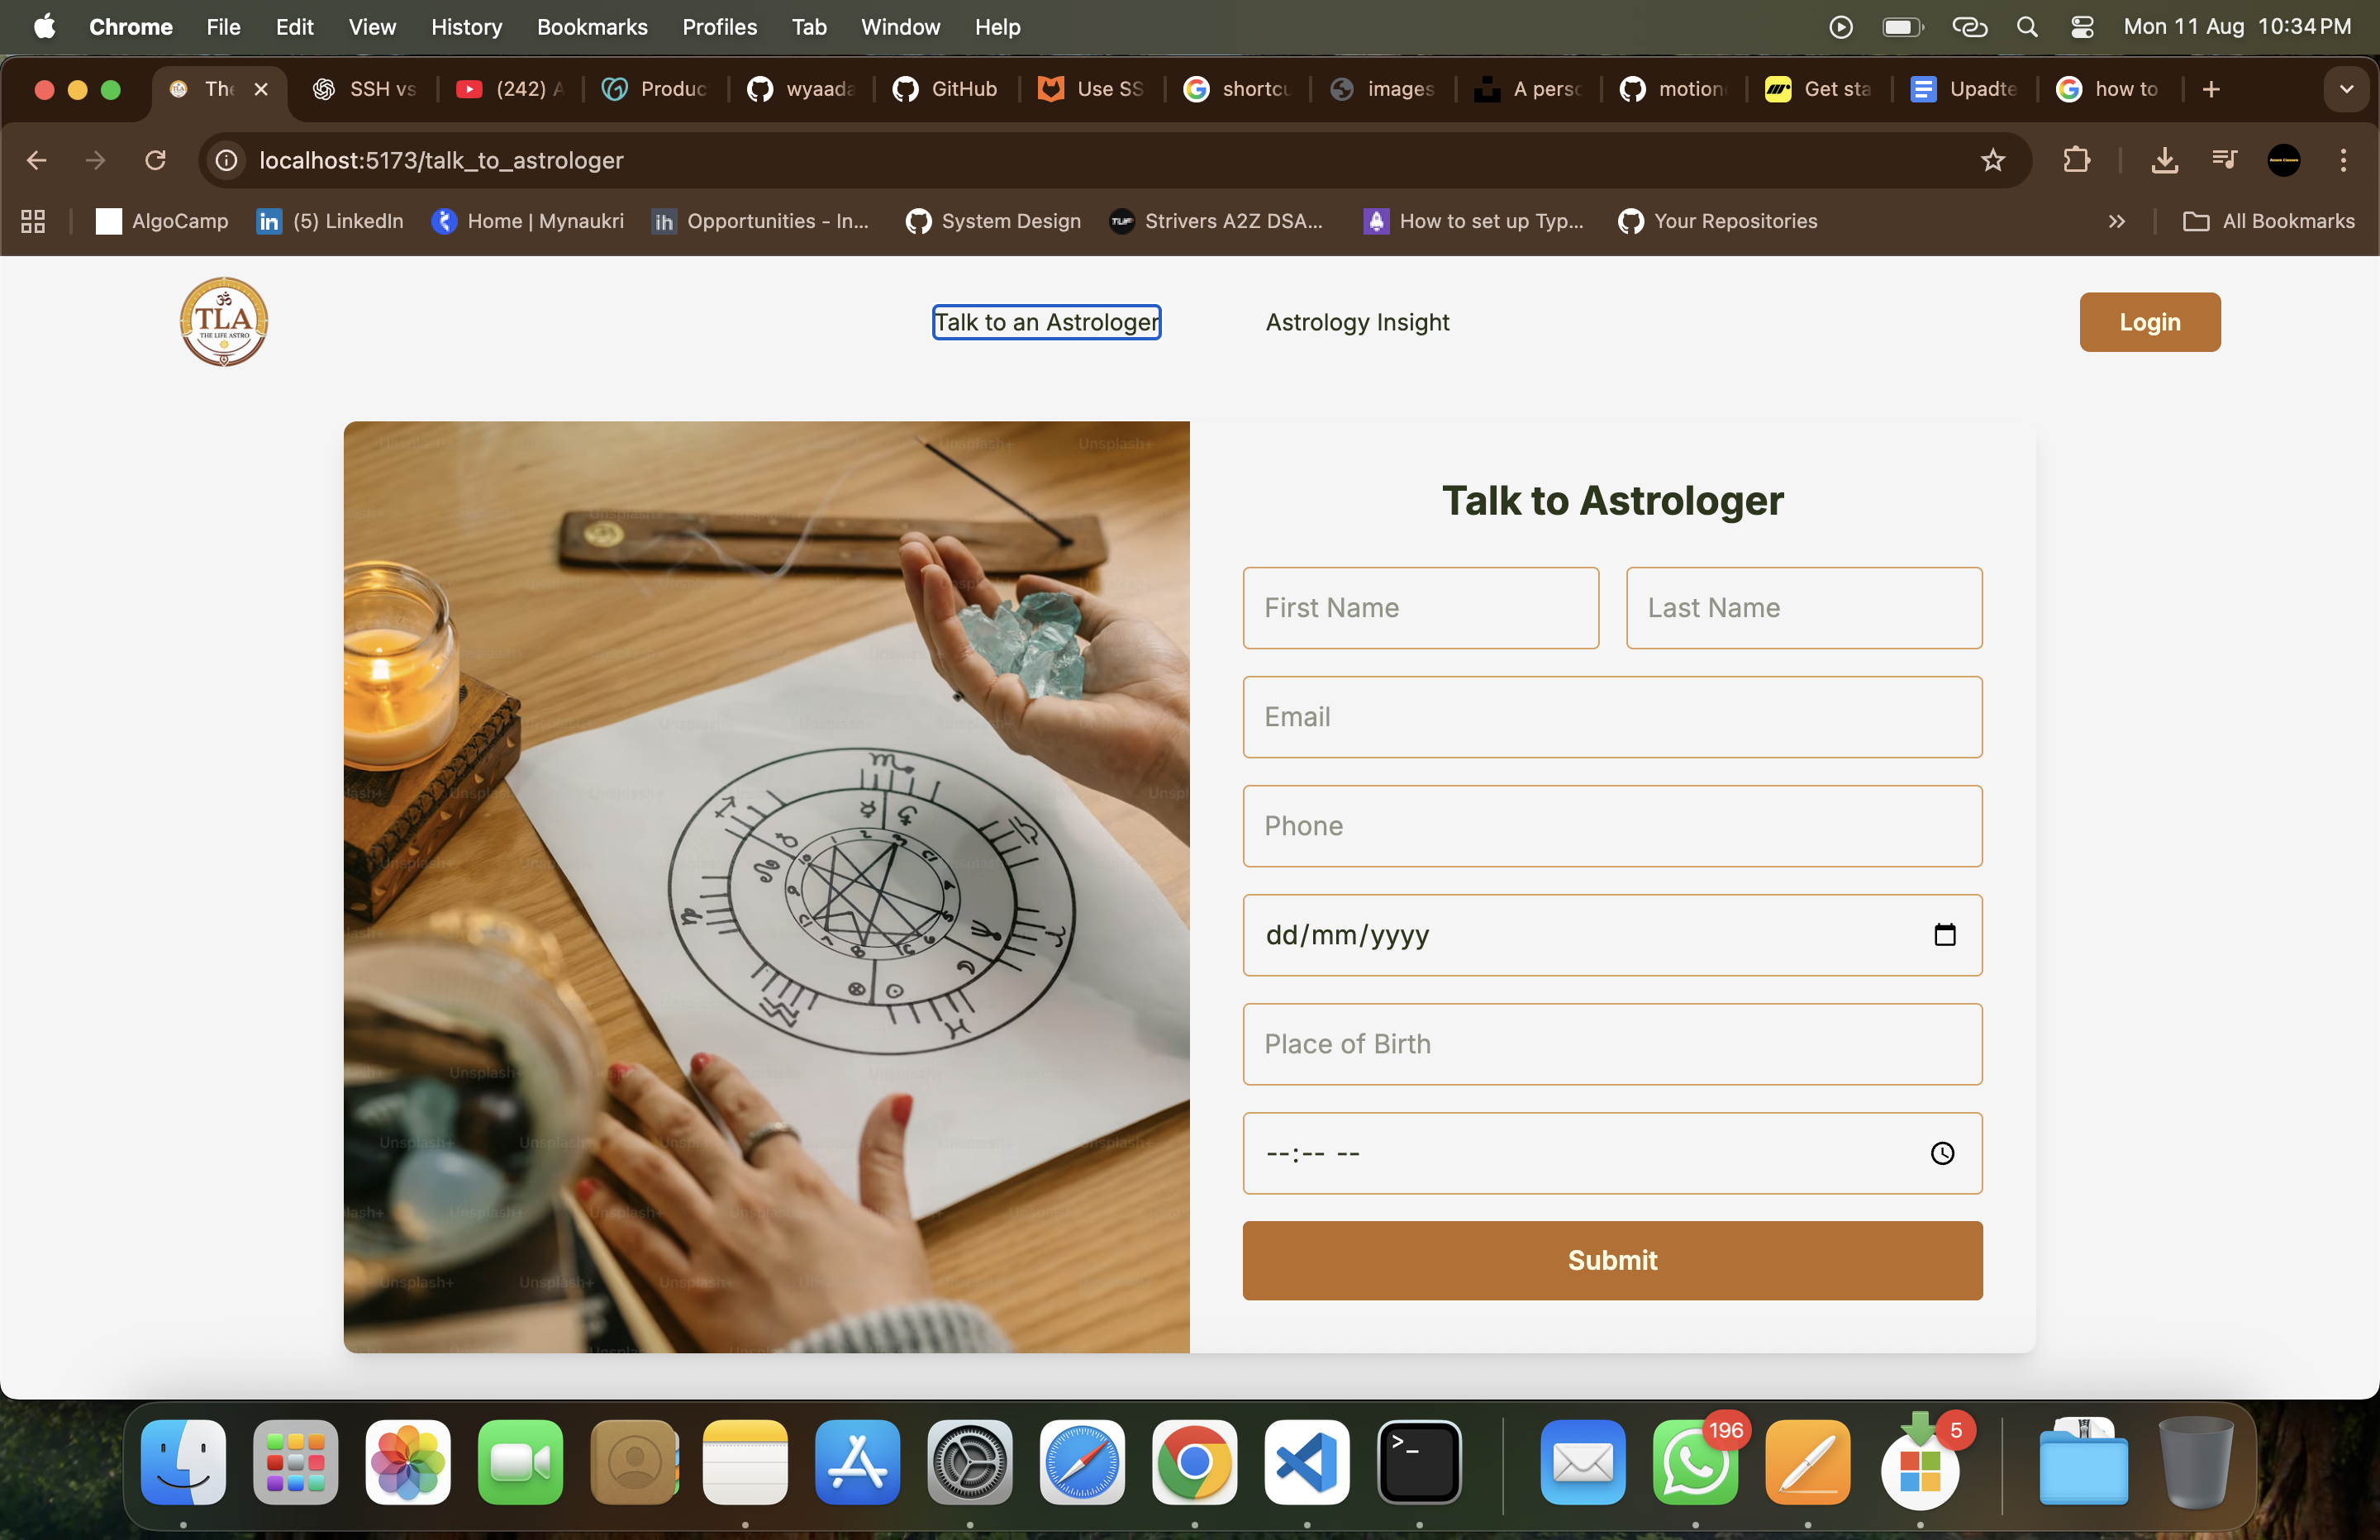 Chrome File Edit View History Bookmarks Profiles Tab Window Help Mon 11 Aug 10:34 PM
The SSH vs (242) A Produc wyaada GitHub Use SS shortcu images A perso motion Get sta Upadte how to
localhost:5173/talk_to_astrologer
AlgoCamp (5) LinkedIn Home | Mynaukri Opportunities - In... System Design Strivers A2Z DSA... How to set up Typ... Your Repositories All Bookmarks
TLA
THE LIFE ASTRO
Talk to an Astrologer Astrology Insight Login
Talk to Astrologer
First Name Last Name
Email
Phone
dd/mm/yyyy
Place of Birth
--:-- --
Submit
Unsplash+
196 5